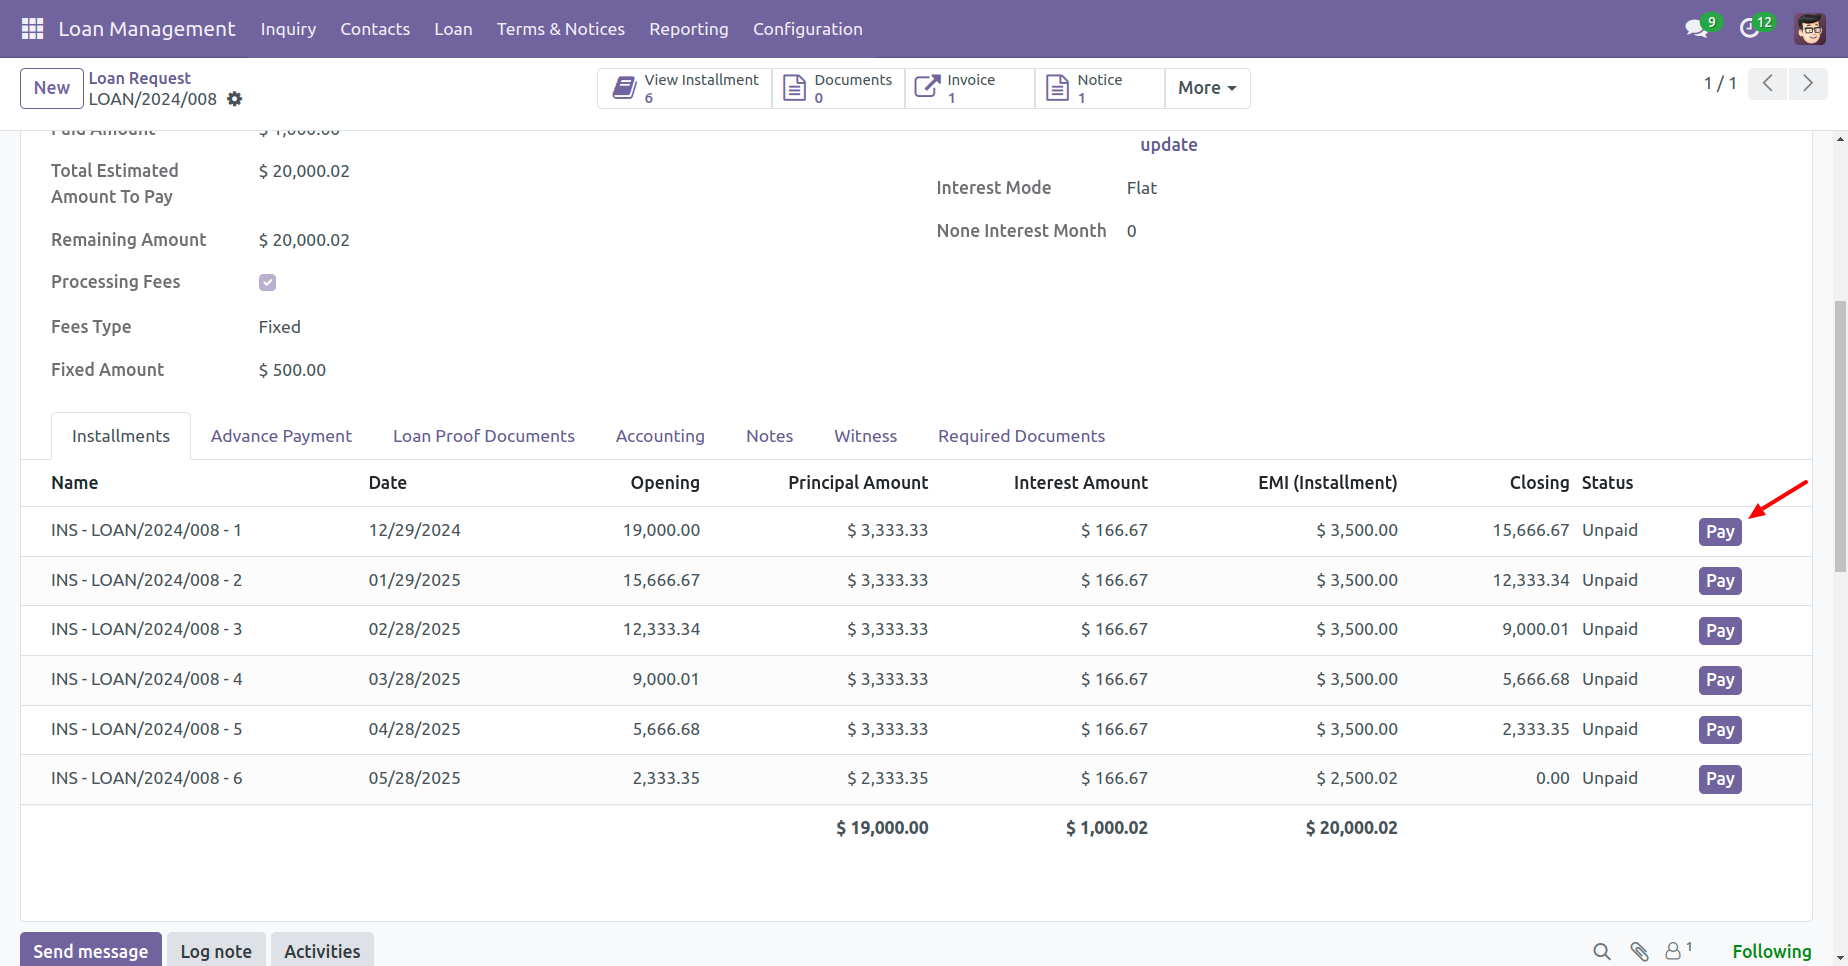 Loan Management Inquiry Contacts Loan Terms & Notices Reporting Configuration 9 12
New Loan Request LOAN/2024/008
View Installment 6 Documents 0 Invoice 1 Notice 1 More 1 / 1
Paid Amount $ 1,000.00
update
Total Estimated Amount To Pay $ 20,000.02
Interest Mode Flat
None Interest Month 0
Remaining Amount $ 20,000.02
Processing Fees
Fees Type Fixed
Fixed Amount $ 500.00
Installments Advance Payment Loan Proof Documents Accounting Notes Witness Required Documents
Name Date Opening Principal Amount Interest Amount EMI (Installment) Closing Status
INS - LOAN/2024/008 - 1 12/29/2024 19,000.00 $ 3,333.33 $ 166.67 $ 3,500.00 15,666.67 Unpaid Pay
INS - LOAN/2024/008 - 2 01/29/2025 15,666.67 $ 3,333.33 $ 166.67 $ 3,500.00 12,333.34 Unpaid Pay
INS - LOAN/2024/008 - 3 02/28/2025 12,333.34 $ 3,333.33 $ 166.67 $ 3,500.00 9,000.01 Unpaid Pay
INS - LOAN/2024/008 - 4 03/28/2025 9,000.01 $ 3,333.33 $ 166.67 $ 3,500.00 5,666.68 Unpaid Pay
INS - LOAN/2024/008 - 5 04/28/2025 5,666.68 $ 3,333.33 $ 166.67 $ 3,500.00 2,333.35 Unpaid Pay
INS - LOAN/2024/008 - 6 05/28/2025 2,333.35 $ 2,333.35 $ 166.67 $ 2,500.02 0.00 Unpaid Pay
$ 19,000.00 $ 1,000.02 $ 20,000.02
Send message Log note Activities 1 Following